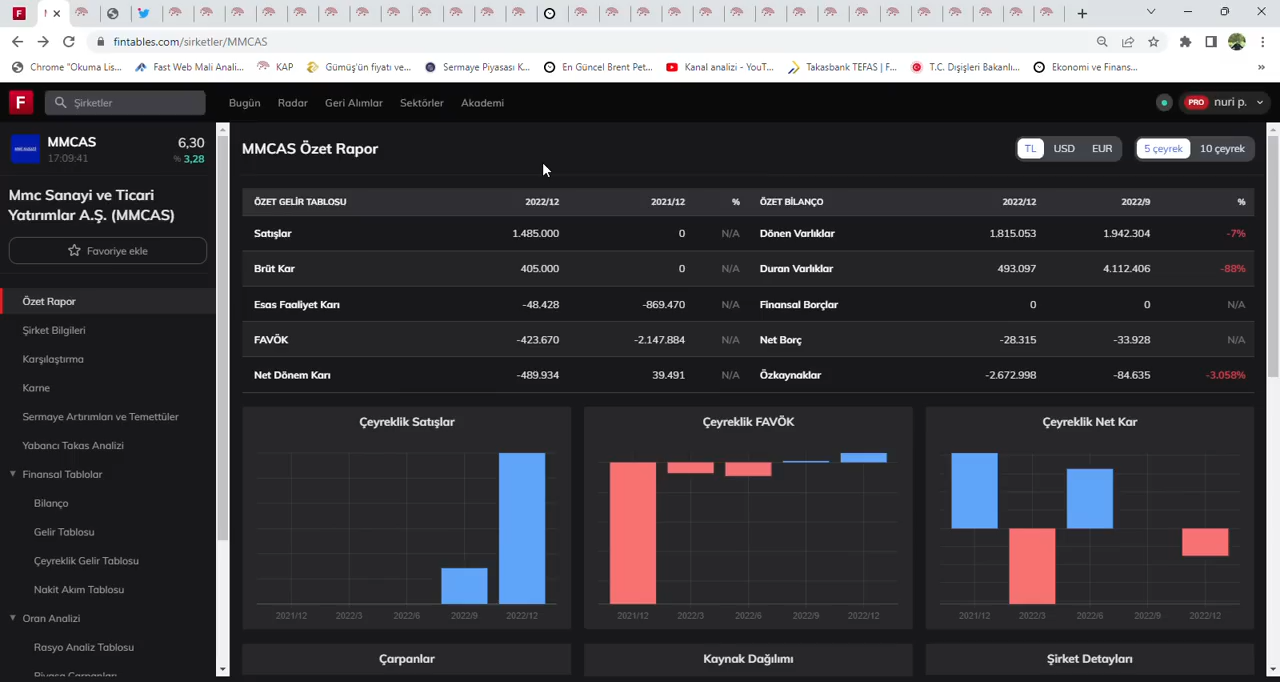 fintables.com/sirketler/MMCAS
Chrome "Okuma Lis...
Fast Web Mali Anali...
KAP
Gümüş'ün fiyatı ve...
Sermaye Piyasası K...
En Güncel Brent Pet...
Kanal analizi - YouT...
Takasbank TEFAS | F...
T.C. Dışişleri Bakanlı...
Ekonomi ve Finans...
»
F
Şirketler
Bugün
Radar
Geri Alımlar
Sektörler
Akademi
PRO
nuri p.
MMCAS
6,30
17:09:41
% 3,28
Mmc Sanayi ve Ticari
Yatırımlar A.Ş. (MMCAS)
Favoriye ekle
Özet Rapor
Şirket Bilgileri
Karşılaştırma
Karne
Sermaye Artırımları ve Temettüler
Yabancı Takas Analizi
Finansal Tablolar
Bilanço
Gelir Tablosu
Çeyreklik Gelir Tablosu
Nakit Akım Tablosu
Oran Analizi
Rasyo Analiz Tablosu
Piyasa Çarpanları
MMCAS Özet Rapor
TL USD EUR
5 çeyrek 10 çeyrek
ÖZET GELİR TABLOSU 2022/12 2021/12 %
Satışlar 1.485.000 0 N/A
Brüt Kar 405.000 0 N/A
Esas Faaliyet Karı -48.428 -869.470 N/A
FAVÖK -423.670 -2.147.884 N/A
Net Dönem Karı -489.934 39.491 N/A
ÖZET BİLANÇO 2022/12 2022/9 %
Dönen Varlıklar 1.815.053 1.942.304 -7%
Duran Varlıklar 493.097 4.112.406 -88%
Finansal Borçlar 0 0 N/A
Net Borç -28.315 -33.928 N/A
Özkaynaklar -2.672.998 -84.635 -3.058%
Çeyreklik Satışlar
2021/12 2022/3 2022/6 2022/9 2022/12
Çeyreklik FAVÖK
2021/12 2022/3 2022/6 2022/9 2022/12
Çeyreklik Net Kar
2021/12 2022/3 2022/6 2022/9 2022/12
Çarpanlar
Kaynak Dağılımı
Şirket Detayları